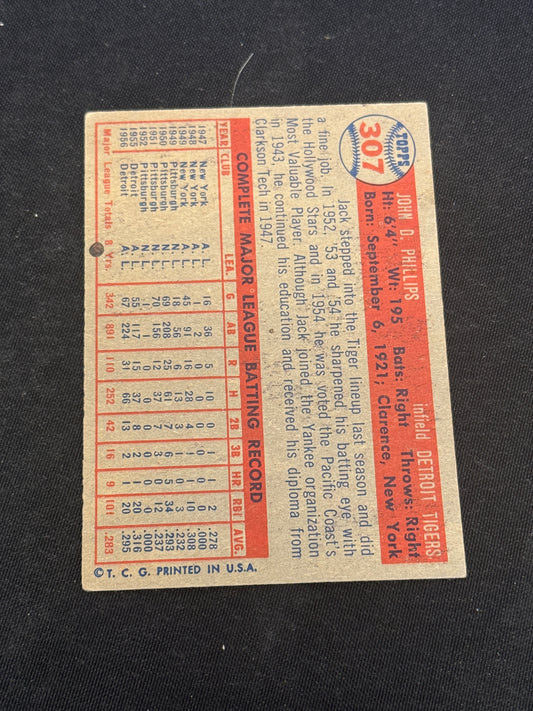 TOPPS
307
JOHN D. PHILLIPS infield DETROIT TIGERS
Ht: 6'4" Wt: 195 Bats: Right Throws: Right
Born: September 6, 1921; Clarence, New York
Jack stepped into the Tiger lineup last season and did
a fine job. In 1952, '53 and '54 he sharpened his batting eye with
the Hollywood Stars and in 1954 he was voted the Pacific Coast's
Most Valuable Player. Although Jack joined the Yankee organization
in 1943, he continued his education and received his diploma from
Clarkson Tech in 1947.
COMPLETE MAJOR LEAGUE BATTING RECORD
YEAR CLUB LEA. G AB R H 2B 3B HR RBI AVG.
1947 New York A. L. 16 36 5 10 0 1 1 2 .278
1948 New York A. L. 1 2 0 0 0 0 0 0 .000
1949 New York A. L. 45 91 16 28 4 1 1 10 .308
1949 Pittsburgh N. L. 18 56 6 13 3 1 0 3 .232
1950 Pittsburgh N. L. 69 208 25 61 7 6 5 34 .293
1951 Pittsburgh N. L. 70 156 12 37 7 1 0 12 .237
1952 Pittsburgh N. L. 1 1 0 0 0 0 0 0 .000
1955 Detroit A. L. 55 117 15 37 8 2 1 20 .316
1956 Detroit A. L. 67 224 31 66 13 4 1 20 .295
Major League Totals 8 Yrs. 342 891 110 252 42 16 9 101 .283
© T. C. G. PRINTED IN U.S.A.